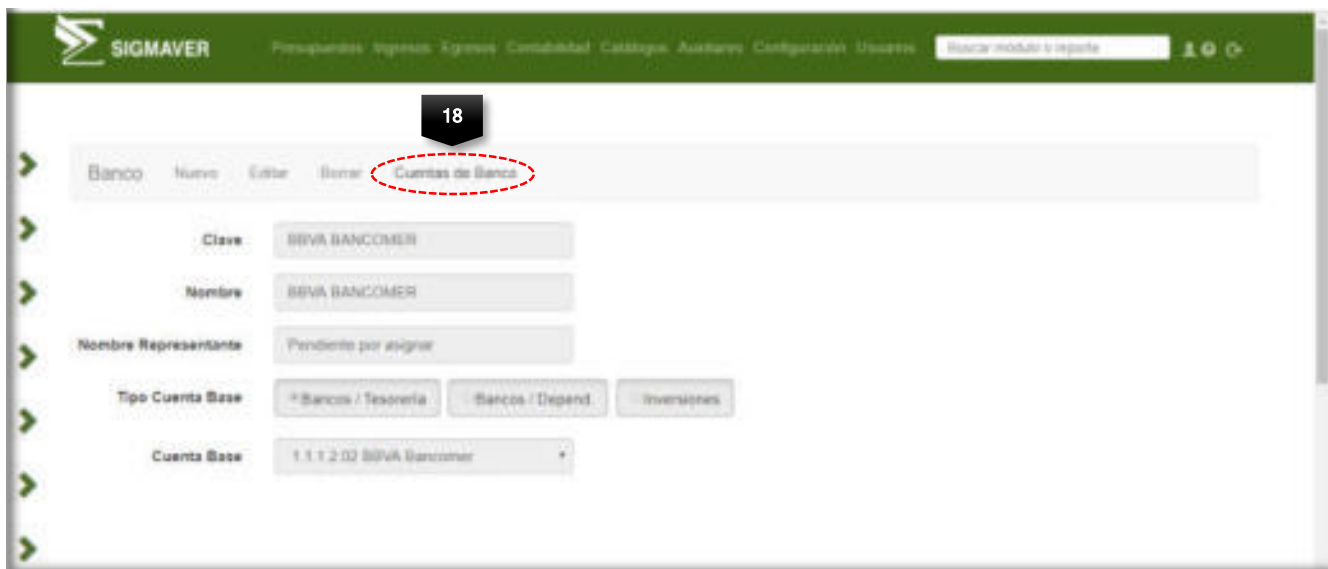 SIGMAVER Presupuestos Ingresos Egresos Contabilidad Catálogos Auxiliares Configuración Usuarios Buscar módulo o reporte
18
Banco Nuevo Editar Borrar Cuentas de Banco
Clave BBVA BANCOMER
Nombre BBVA BANCOMER
Nombre Representante Pendiente por asignar
Tipo Cuenta Base Bancos / Tesorería Bancos / Depend. Inversiones
Cuenta Base 1.1.1.2.02 BBVA Bancomer